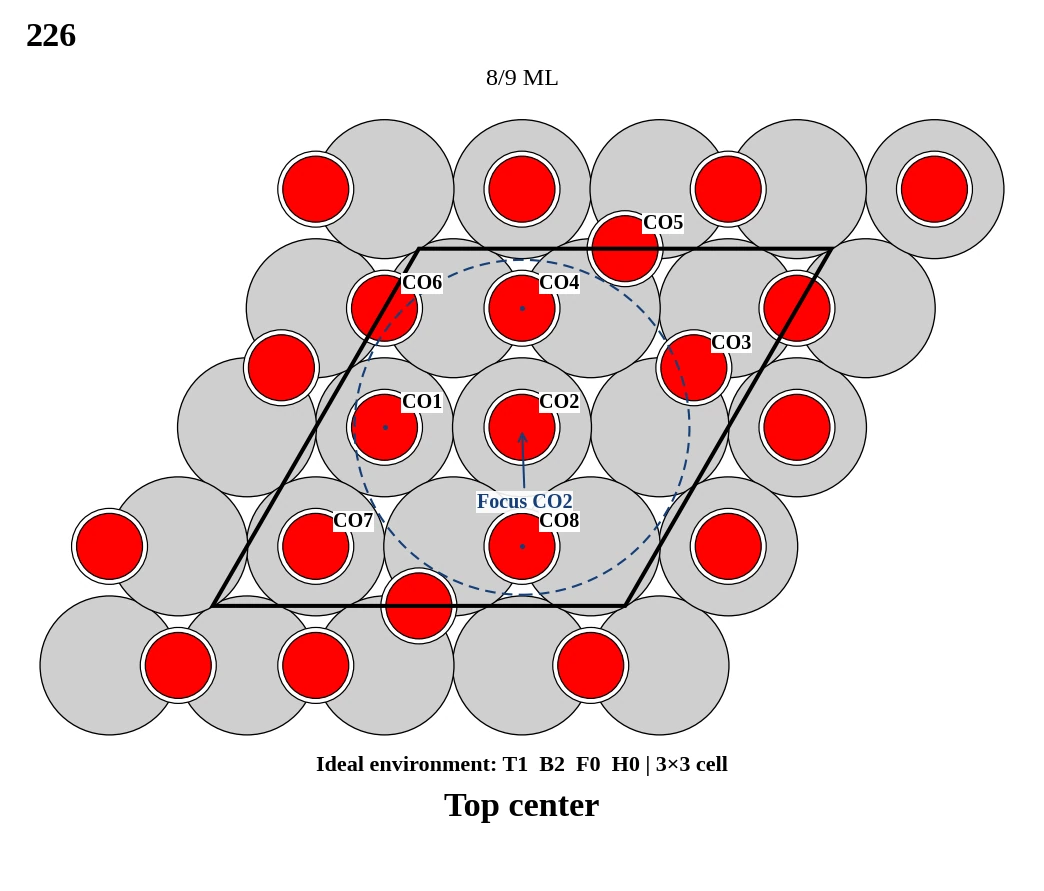 226
8/9 ML
CO5
CO6
CO4
CO3
CO1
CO2
Focus CO2
CO7
CO8
Ideal environment: T1 B2 F0 H0 | 3×3 cell
Top center